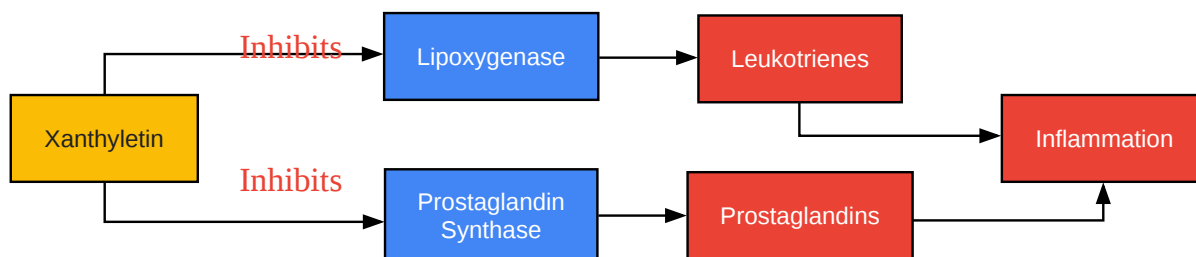 Inhibits
Lipoxygenase
Leukotrienes
Xanthyletin
Inflammation
Inhibits
Prostaglandin
Synthase
Prostaglandins